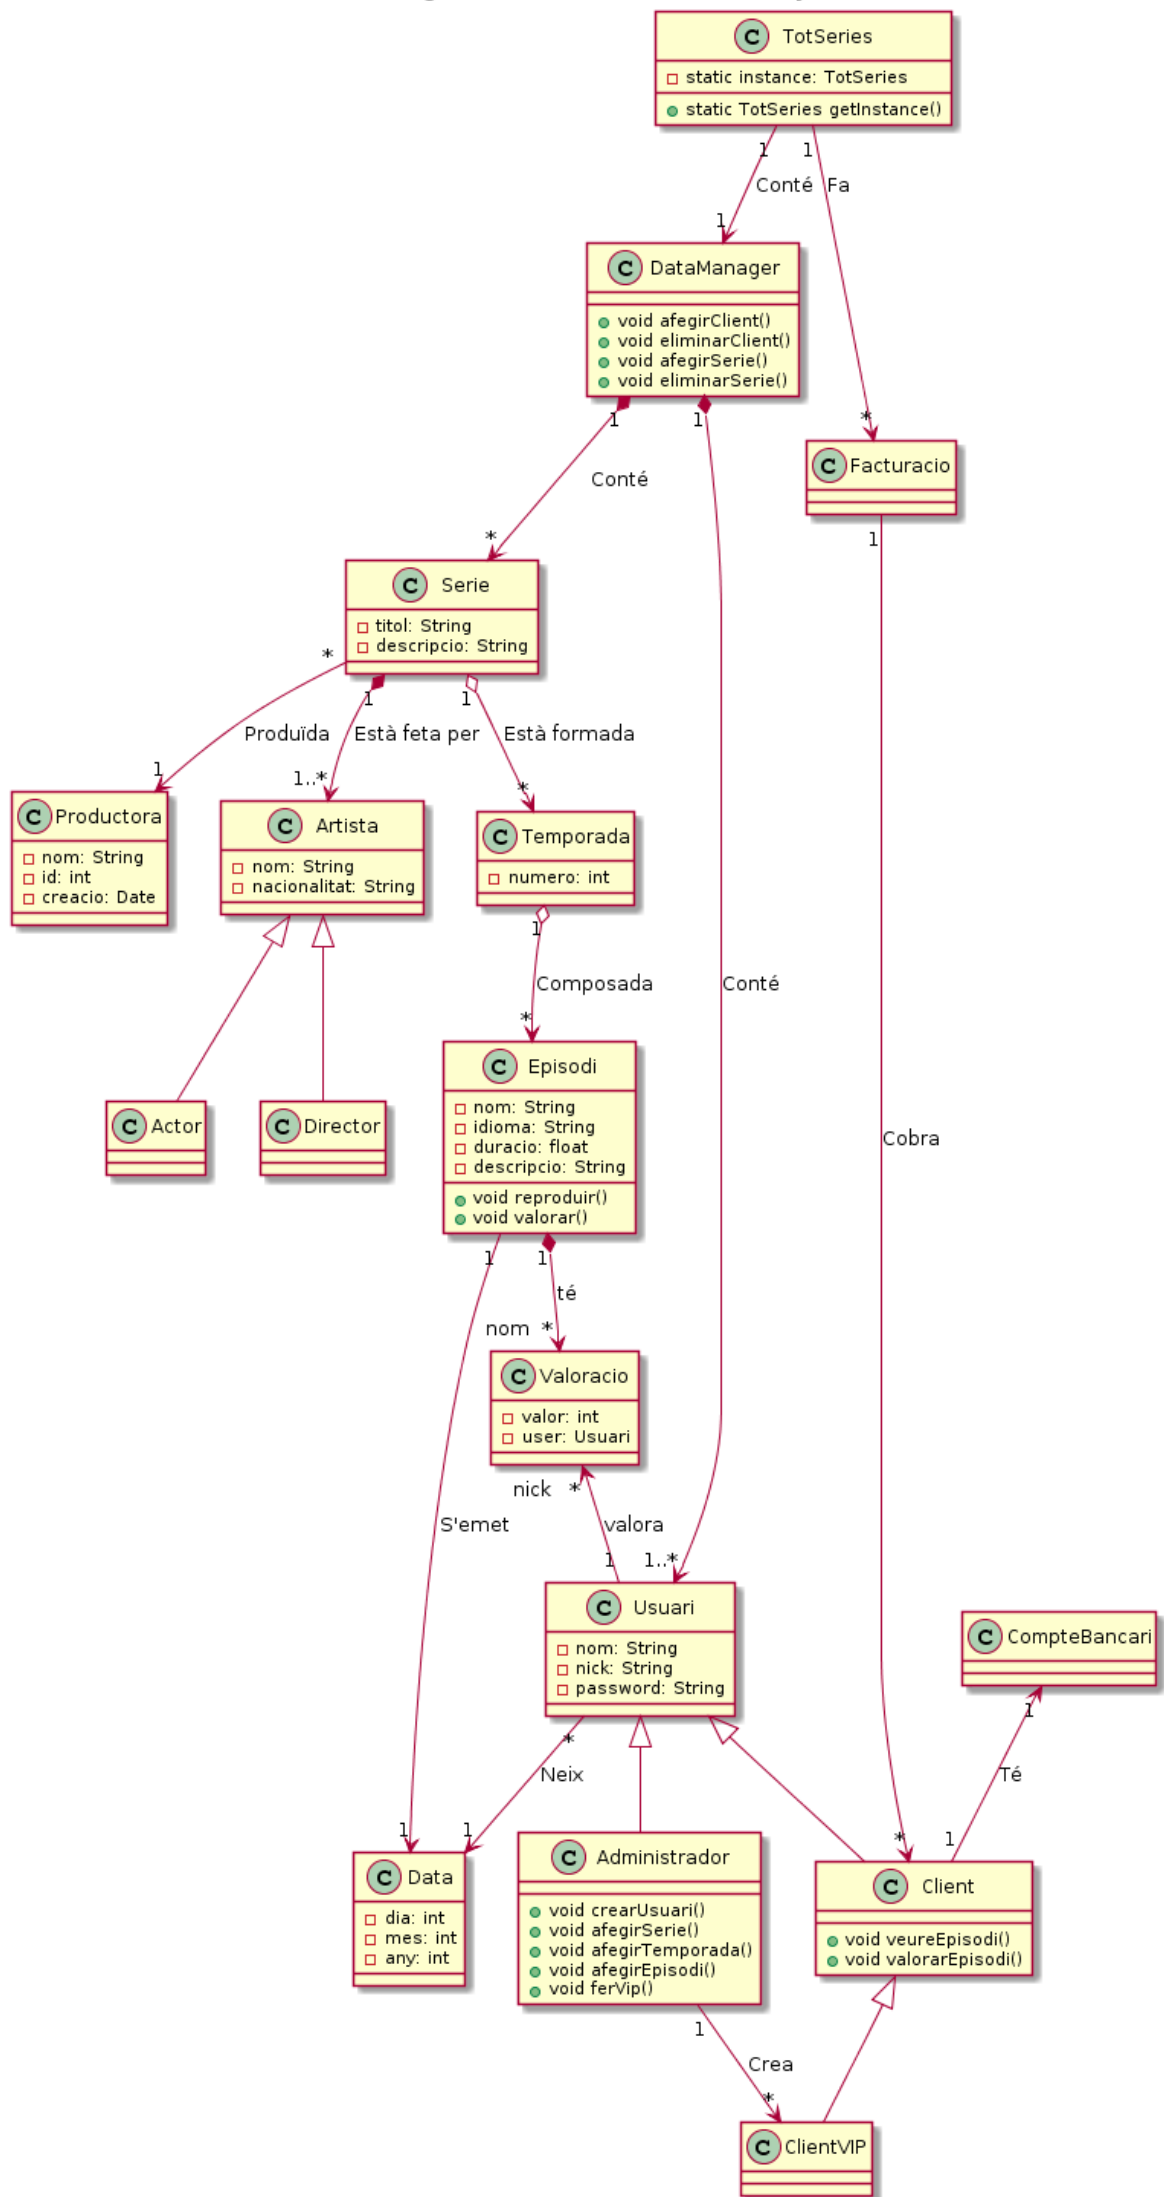 C TotSeries
static instance: TotSeries
static TotSeries getInstance()
1 1
Conté Fa
1
C DataManager
void afegirClient()
void eliminarClient()
void afegirSerie()
void eliminarSerie()
1 1 *
C Facturacio
Conté
1
*
C Serie
titol: String
descripcio: String
*
1 1
Produïda Està feta per Està formada
1 1..* *
C Productora
nom: String
id: int
creacio: Date
C Artista
nom: String
nacionalitat: String
C Temporada
numero: int
1
Composada Conté
*
C Episodi
nom: String
idioma: String
duracio: float
descripcio: String
void reproduir()
void valorar()
C Actor
C Director
Cobra
1 1
té
nom *
C Valoracio
valor: int
user: Usuari
nick *
S'emet valora
1 1..*
C Usuari
nom: String
nick: String
password: String
C CompteBancari
* 1
Neix Té
1 1 * 1
C Data
dia: int
mes: int
any: int
C Administrador
void crearUsuari()
void afegirSerie()
void afegirTemporada()
void afegirEpisodi()
void ferVip()
C Client
void veureEpisodi()
void valorarEpisodi()
1
Crea
*
C ClientVIP